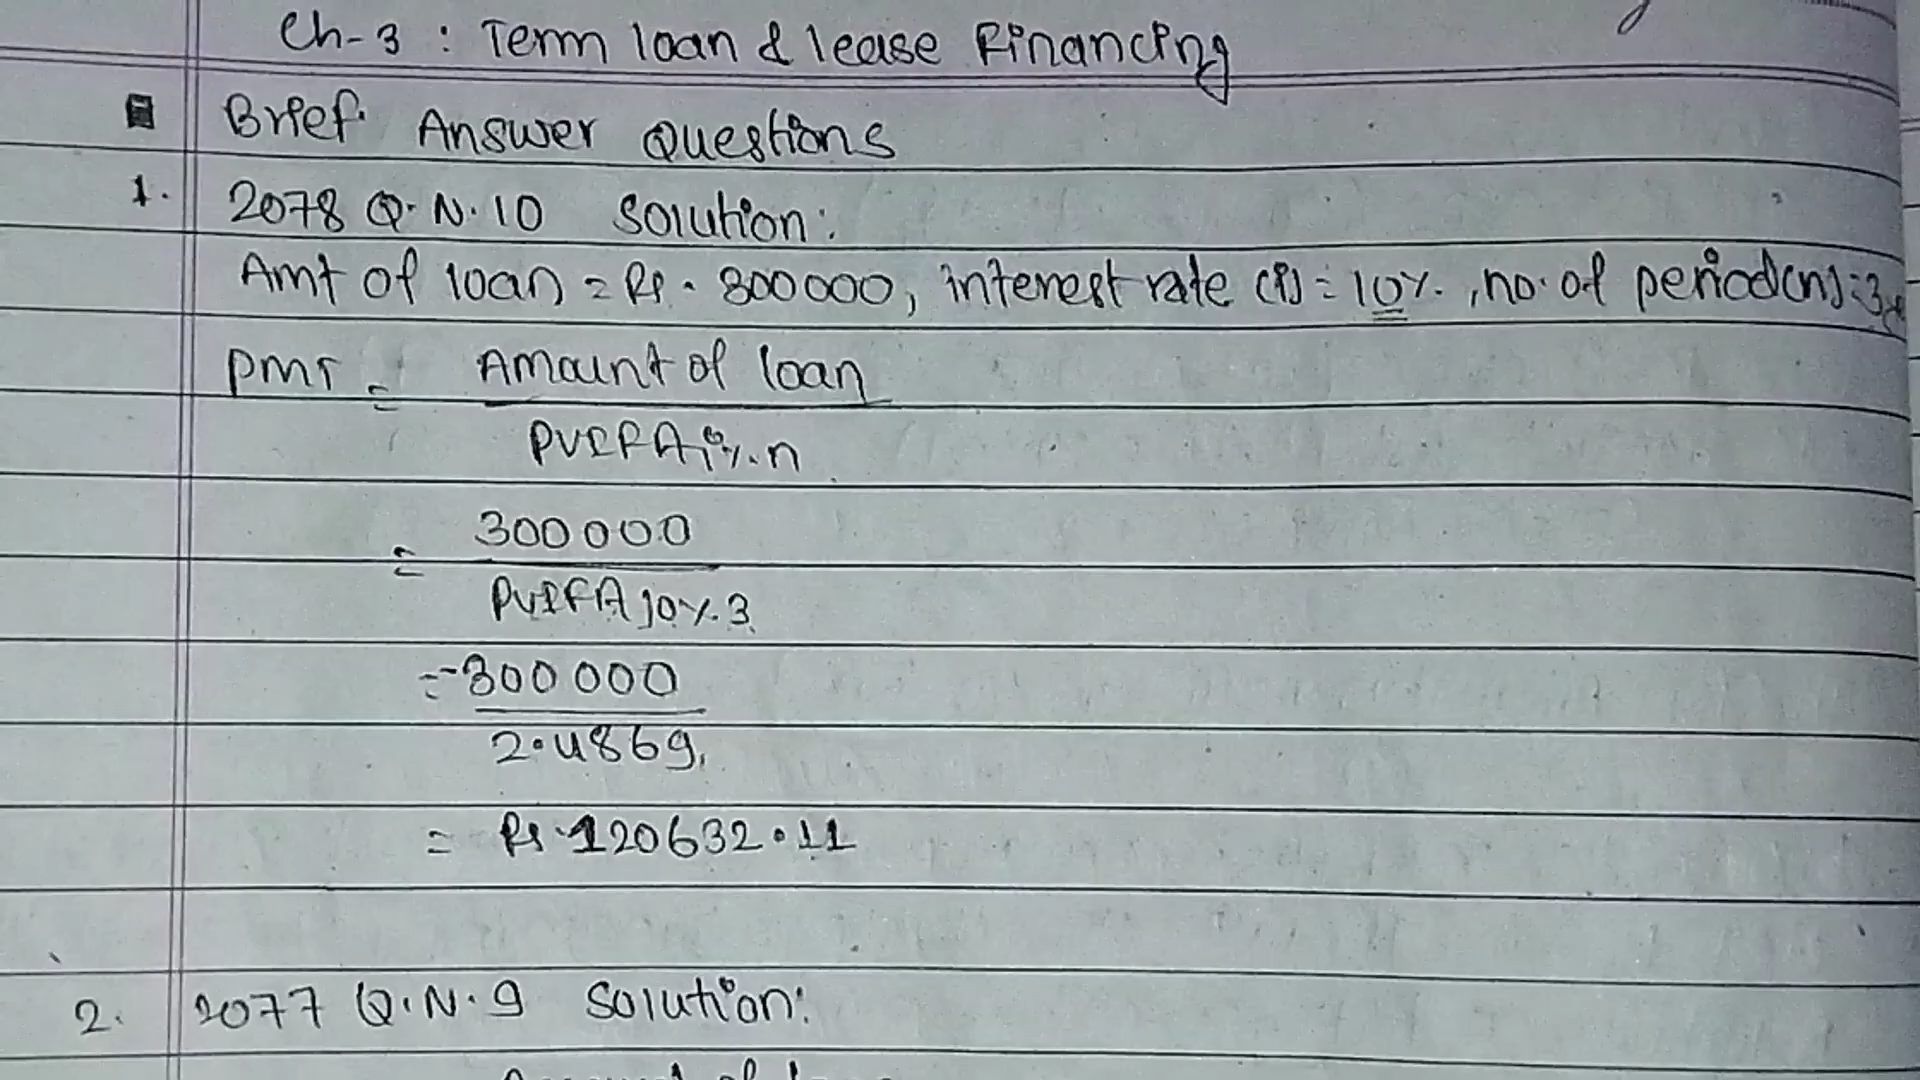 Ch-3 : Term loan & lease Financing
Brief Answer Questions
1. 2078 Q.N.10 Solution:
Amt of loan = Rs. 300000, interest rate (i) = 10%, no. of period(n) = 3
PMT = Amount of loan
PVIFA i%.n
= 300000
PVIFA 10%.3
= 300000
2.4869
= Rs. 120632.11
2. 2077 Q.N.9 Solution: